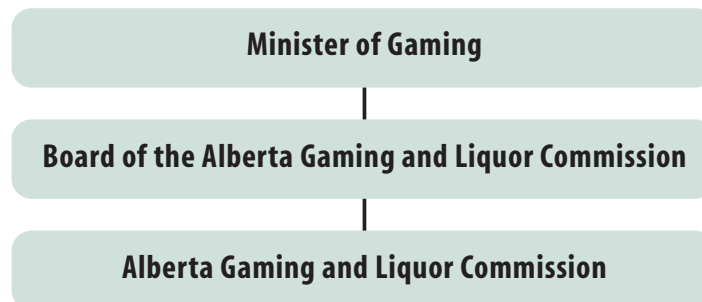 Minister of Gaming
Board of the Alberta Gaming and Liquor Commission
Alberta Gaming and Liquor Commission